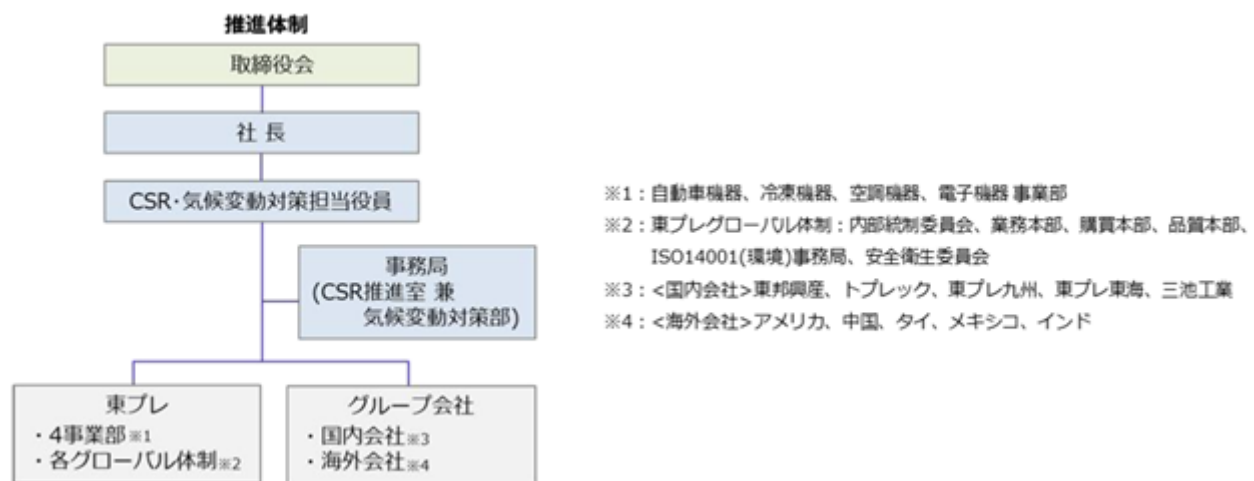 推進体制
取締役会
社 長
CSR・気候変動対策担当役員
事務局
(CSR推進室 兼
気候変動対策部)
東プレ
・4事業部※1
・各グローバル体制※2
グループ会社
・国内会社※3
・海外会社※4
※1：自動車機器、冷凍機器、空調機器、電子機器 事業部
※2：東プレグローバル体制：内部統制委員会、業務本部、購買本部、品質本部、
ISO14001(環境)事務局、安全衛生委員会
※3：<国内会社>東邦興産、トプレック、東プレ九州、東プレ東海、三池工業
※4：<海外会社>アメリカ、中国、タイ、メキシコ、インド